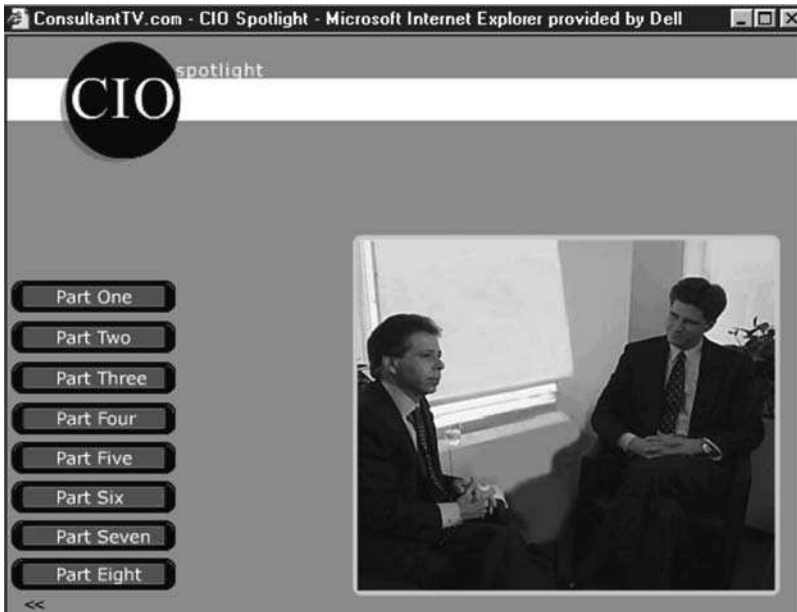 ConsultantTV.com - CIO Spotlight - Microsoft Internet Explorer provided by Dell
spotlight
CIO
Part One
Part Two
Part Three
Part Four
Part Five
Part Six
Part Seven
Part Eight
<<